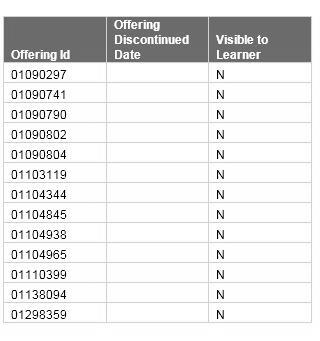 Offering Id
Offering Discontinued Date
Visible to Learner
01090297 N
01090741 N
01090790 N
01090802 N
01090804 N
01103119 N
01104344 N
01104845 N
01104938 N
01104965 N
01110399 N
01138094 N
01298359 N